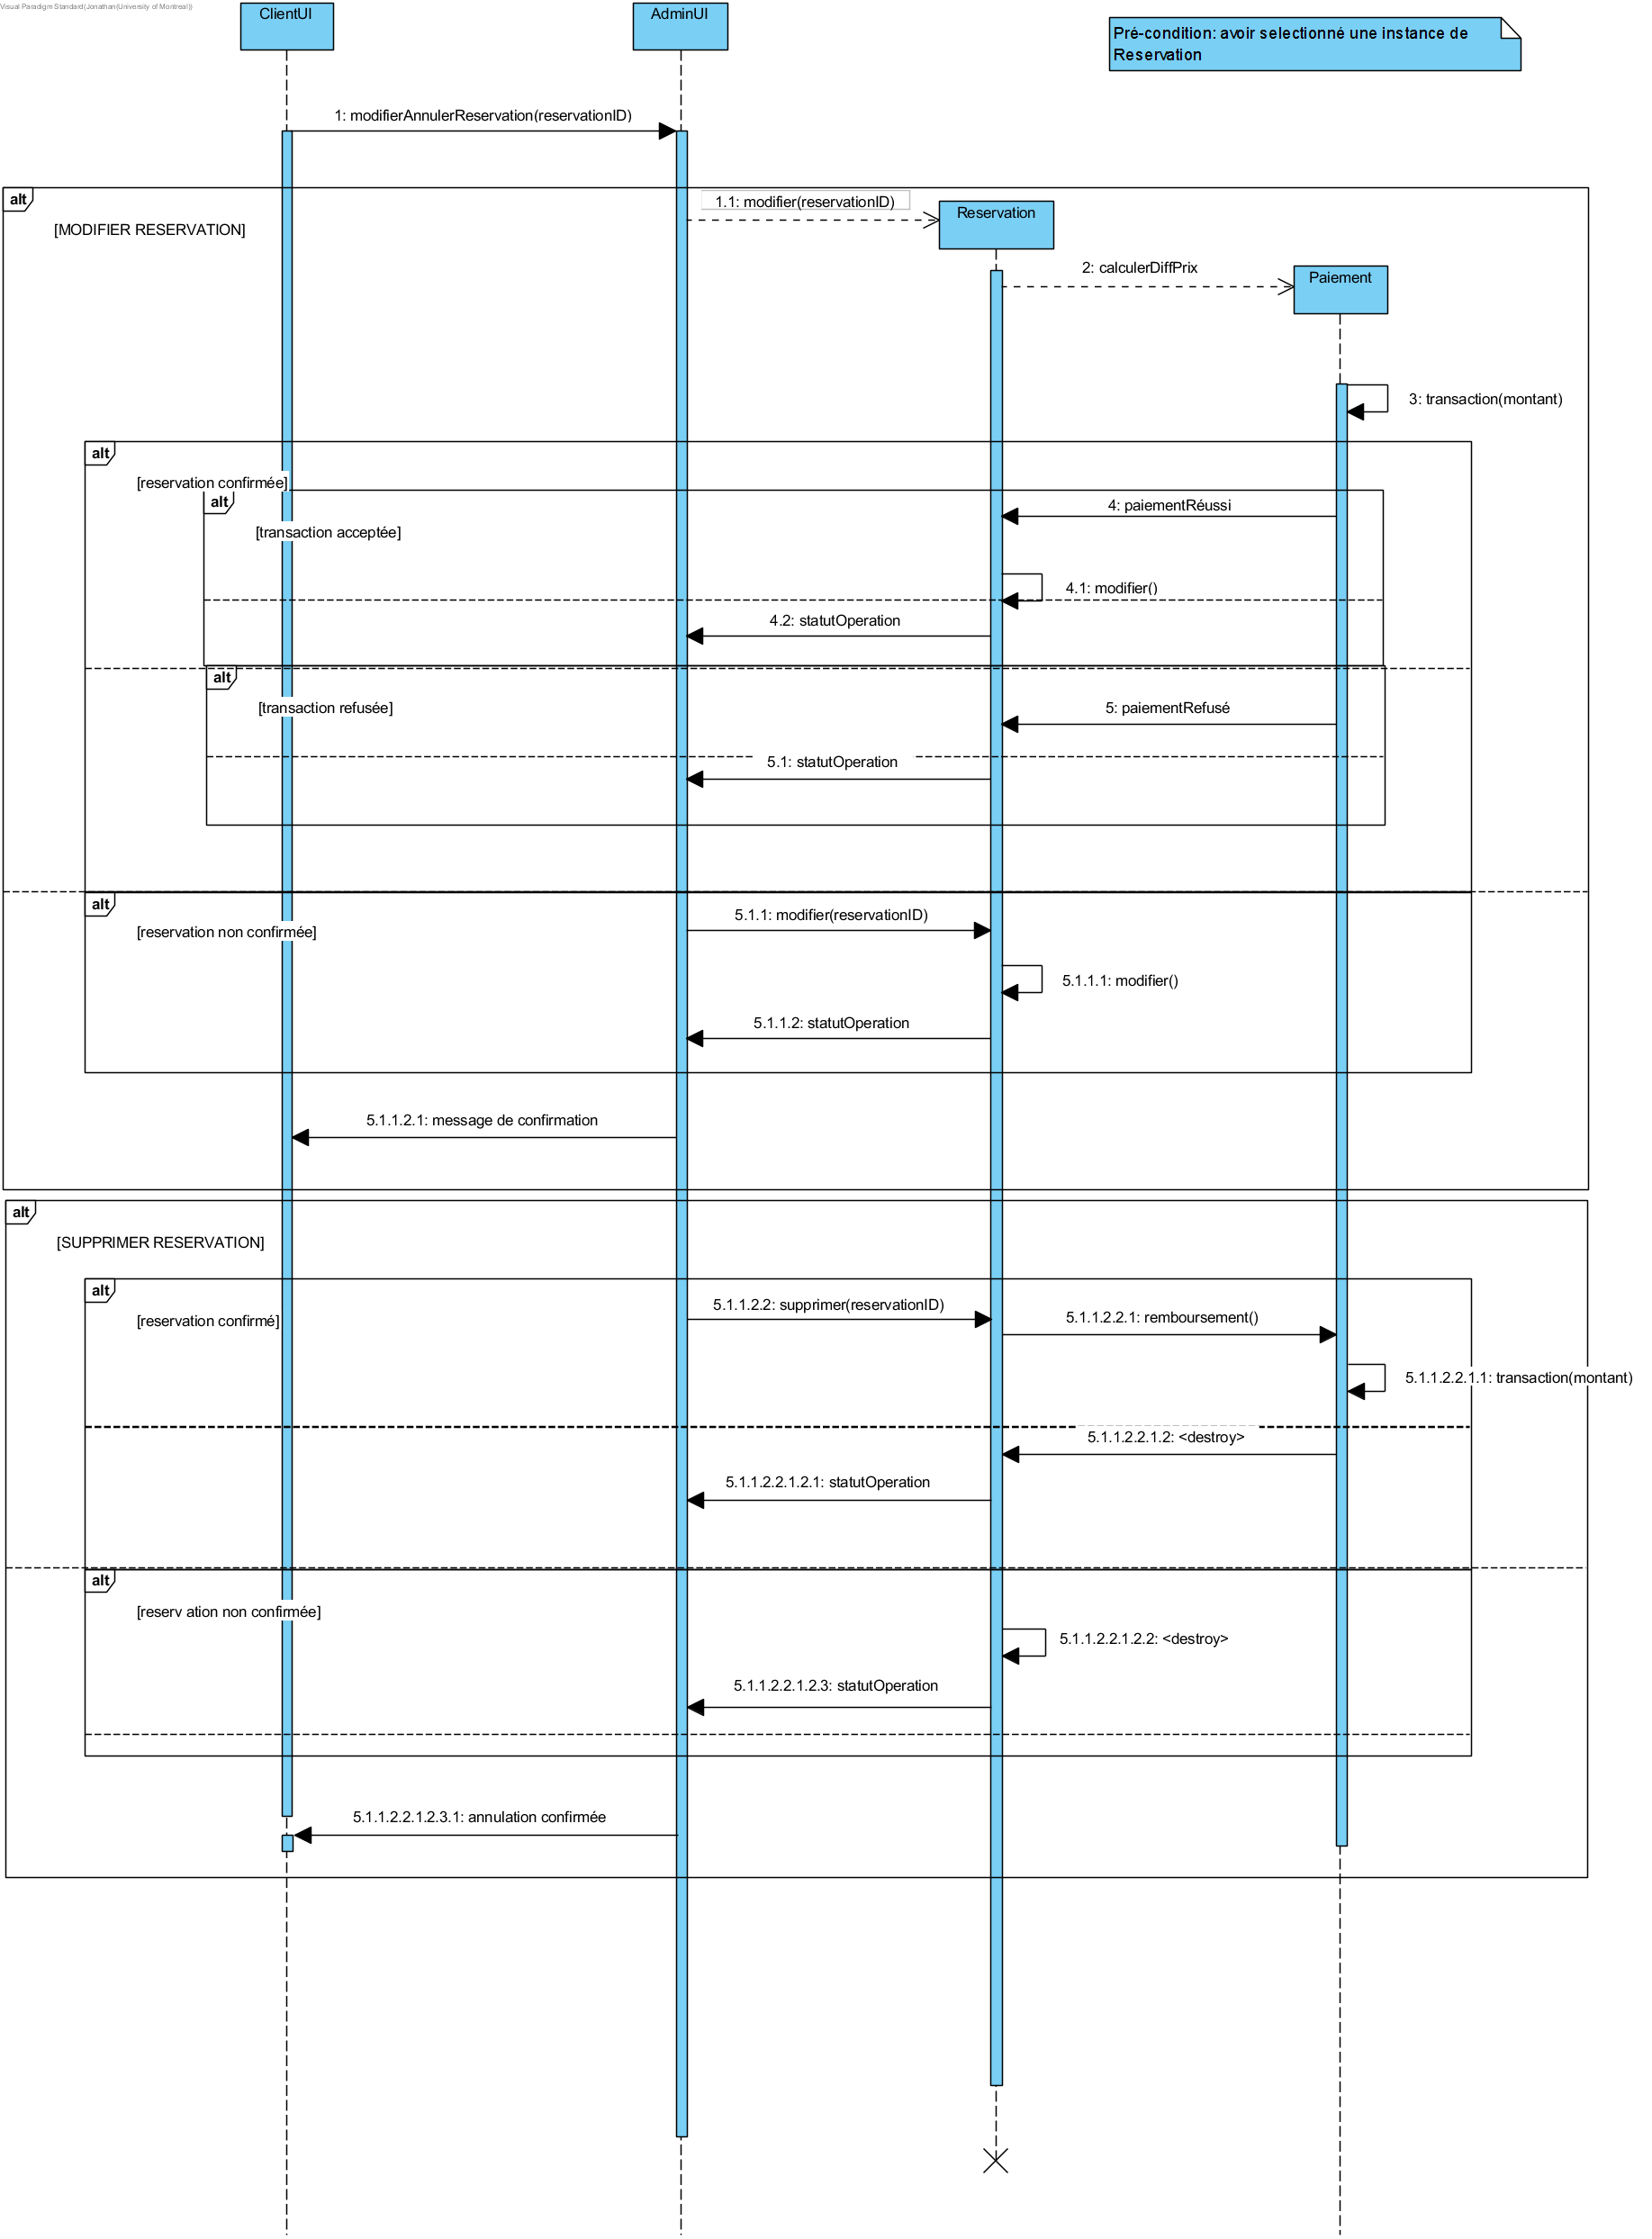 Visual Paradigm Standard(Jonathan(University of Montreal))
ClientUI
AdminUI
Pré-condition: avoir selectionné une instance de
Reservation
1: modifierAnnulerReservation(reservationID)
alt
[MODIFIER RESERVATION]
1.1: modifier(reservationID)
Reservation
2: calculerDiffPrix
Paiement
3: transaction(montant)
alt
[reservation confirmée]
alt
[transaction acceptée]
4: paiementRéussi
4.1: modifier()
4.2: statutOperation
alt
[transaction refusée]
5: paiementRefusé
5.1: statutOperation
alt
[reservation non confirmée]
5.1.1: modifier(reservationID)
5.1.1.1: modifier()
5.1.1.2: statutOperation
5.1.1.2.1: message de confirmation
alt
[SUPPRIMER RESERVATION]
alt
[reservation confirmé]
5.1.1.2.2: supprimer(reservationID)
5.1.1.2.2.1: remboursement()
5.1.1.2.2.1.1: transaction(montant)
5.1.1.2.2.1.2: <destroy>
5.1.1.2.2.1.2.1: statutOperation
alt
[reserv ation non confirmée]
5.1.1.2.2.1.2.2: <destroy>
5.1.1.2.2.1.2.3: statutOperation
5.1.1.2.2.1.2.3.1: annulation confirmée